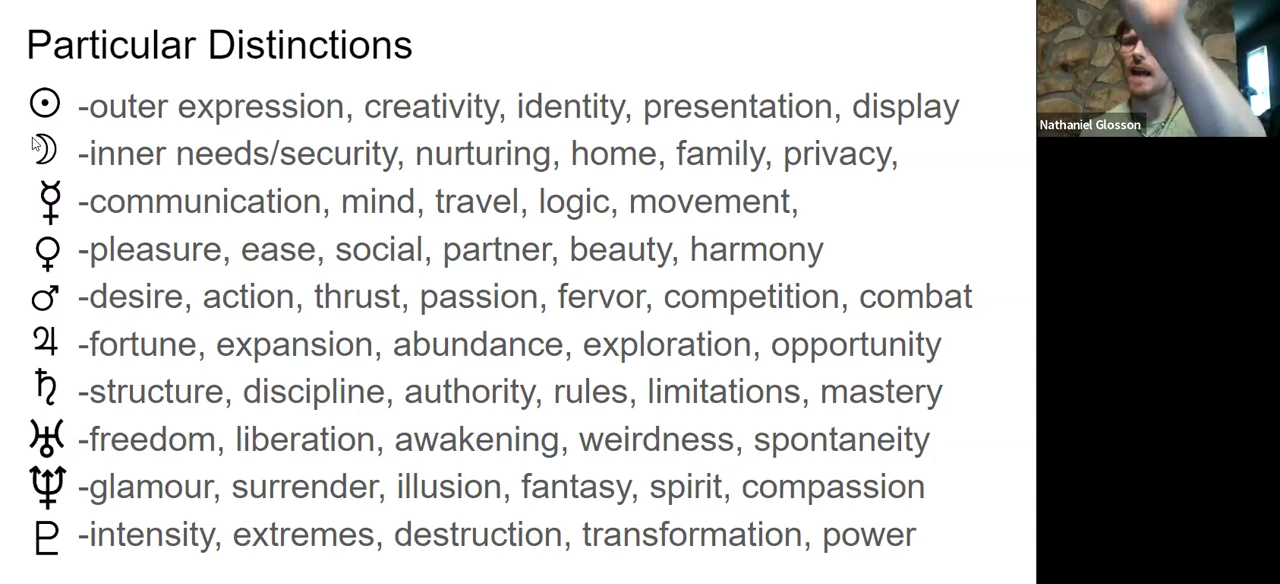 Particular Distinctions
☉ -outer expression, creativity, identity, presentation, display
☽ -inner needs/security, nurturing, home, family, privacy,
☿ -communication, mind, travel, logic, movement,
♀ -pleasure, ease, social, partner, beauty, harmony
♂ -desire, action, thrust, passion, fervor, competition, combat
♃ -fortune, expansion, abundance, exploration, opportunity
♄ -structure, discipline, authority, rules, limitations, mastery
♅ -freedom, liberation, awakening, weirdness, spontaneity
♆ -glamour, surrender, illusion, fantasy, spirit, compassion
♇ -intensity, extremes, destruction, transformation, power
Nathaniel Glosson